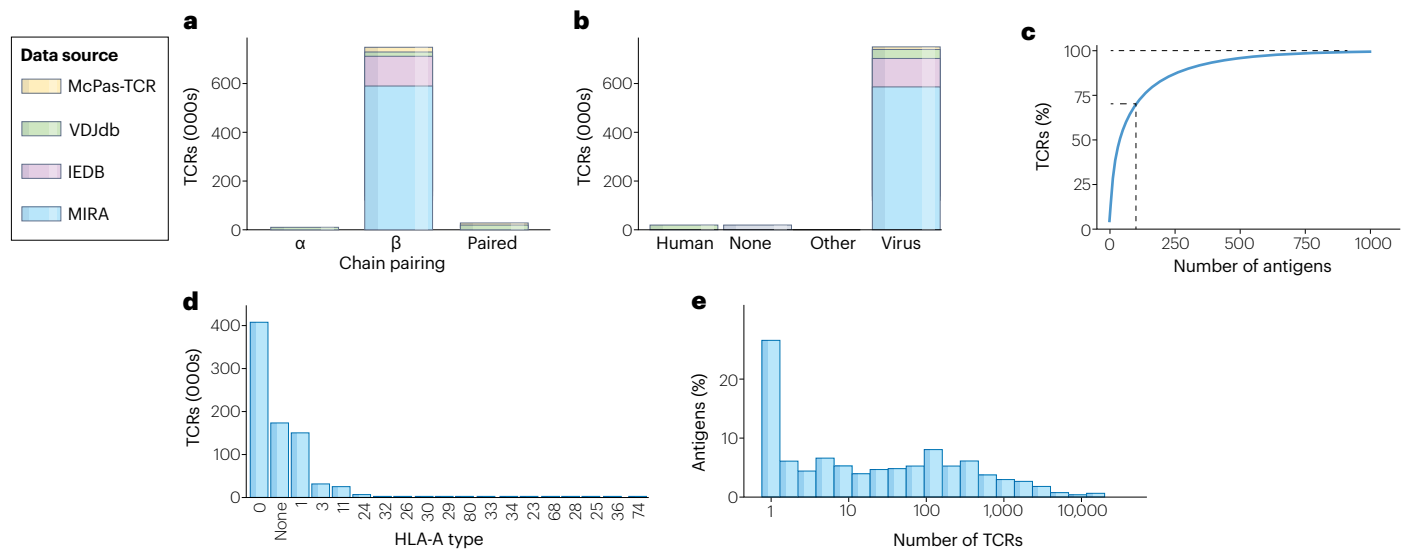 Data source
McPas-TCR
VDJdb
IEDB
MIRA
a
TCRs (000s)
600
400
200
0
α
β
Paired
Chain pairing
b
TCRs (000s)
600
400
200
0
Human
None
Other
Virus
c
TCRs (%)
100
75
50
25
0
0
250
500
750
1000
Number of antigens
d
TCRs (000s)
400
300
200
100
0
0
None
1
3
11
24
32
26
30
29
80
33
34
23
68
28
25
36
74
HLA-A type
e
Antigens (%)
20
10
0
1
10
100
1,000
10,000
Number of TCRs